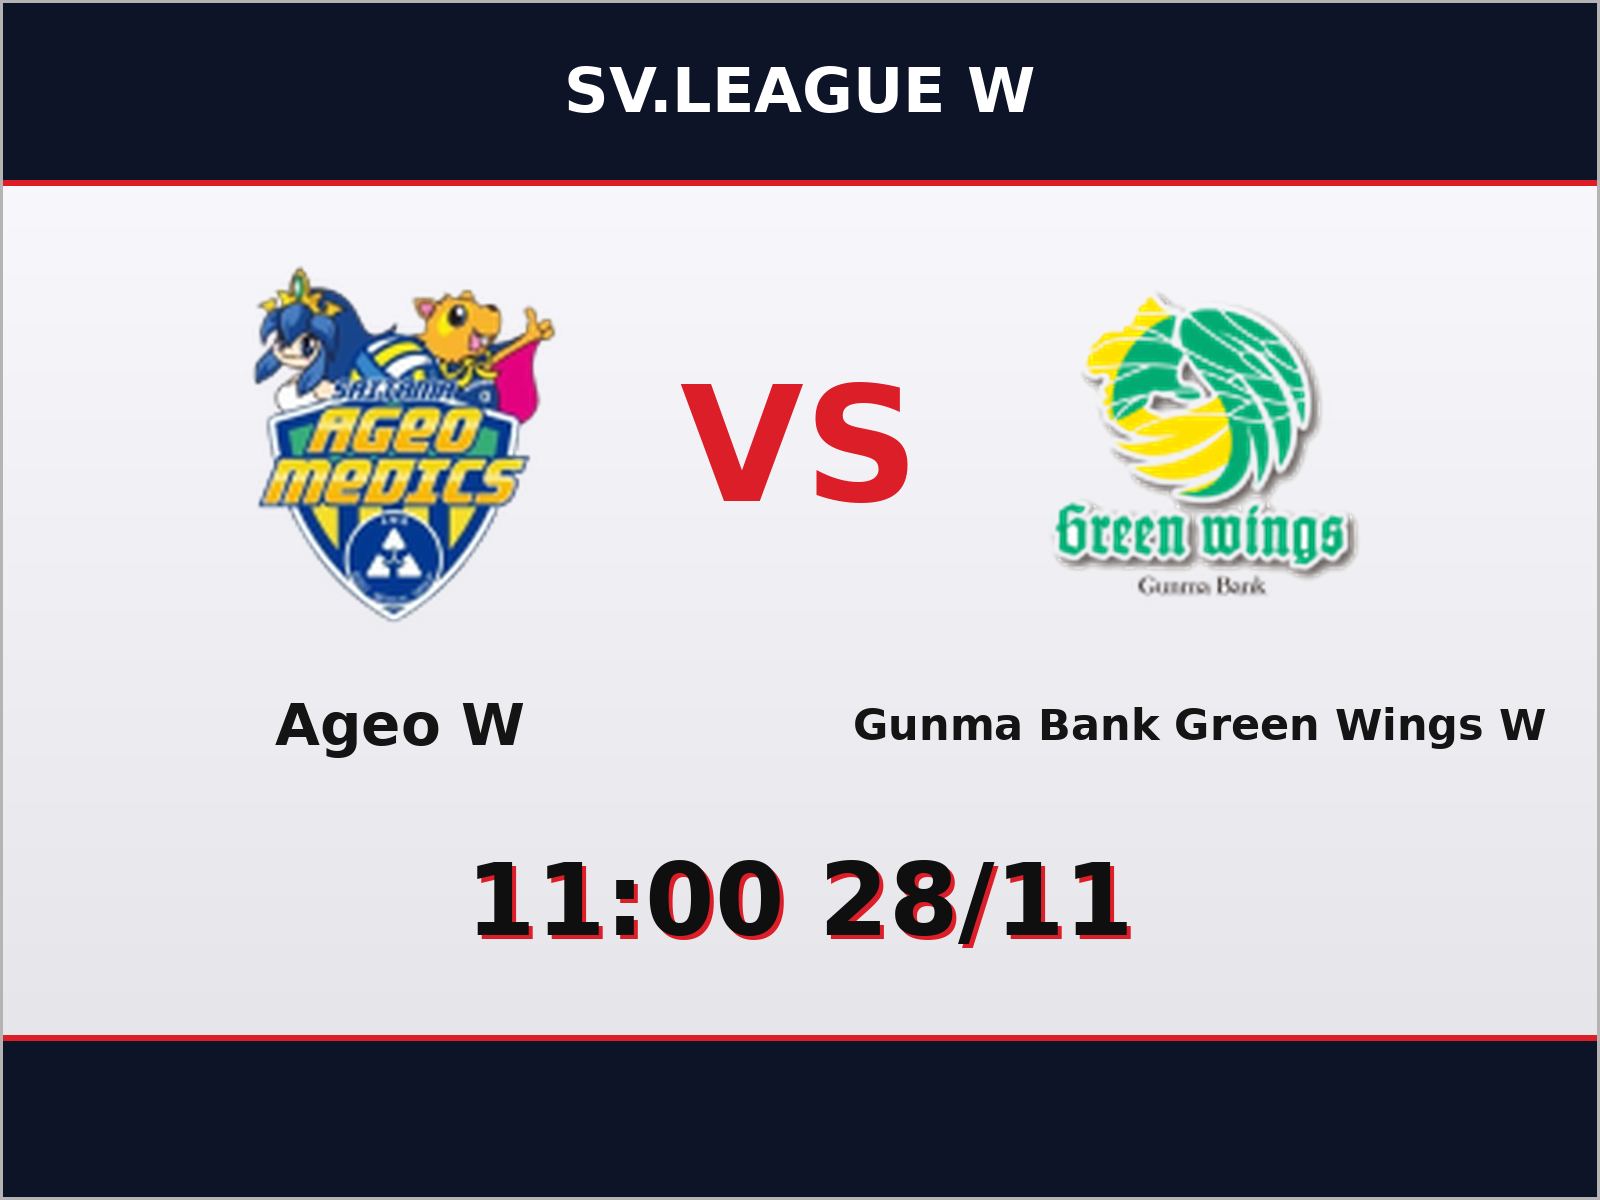 SV.LEAGUE W
SAITAMA
AGEO
MEDICS
VS
Green wings
Gunma Bank
Ageo W
Gunma Bank Green Wings W
11:00 28/11